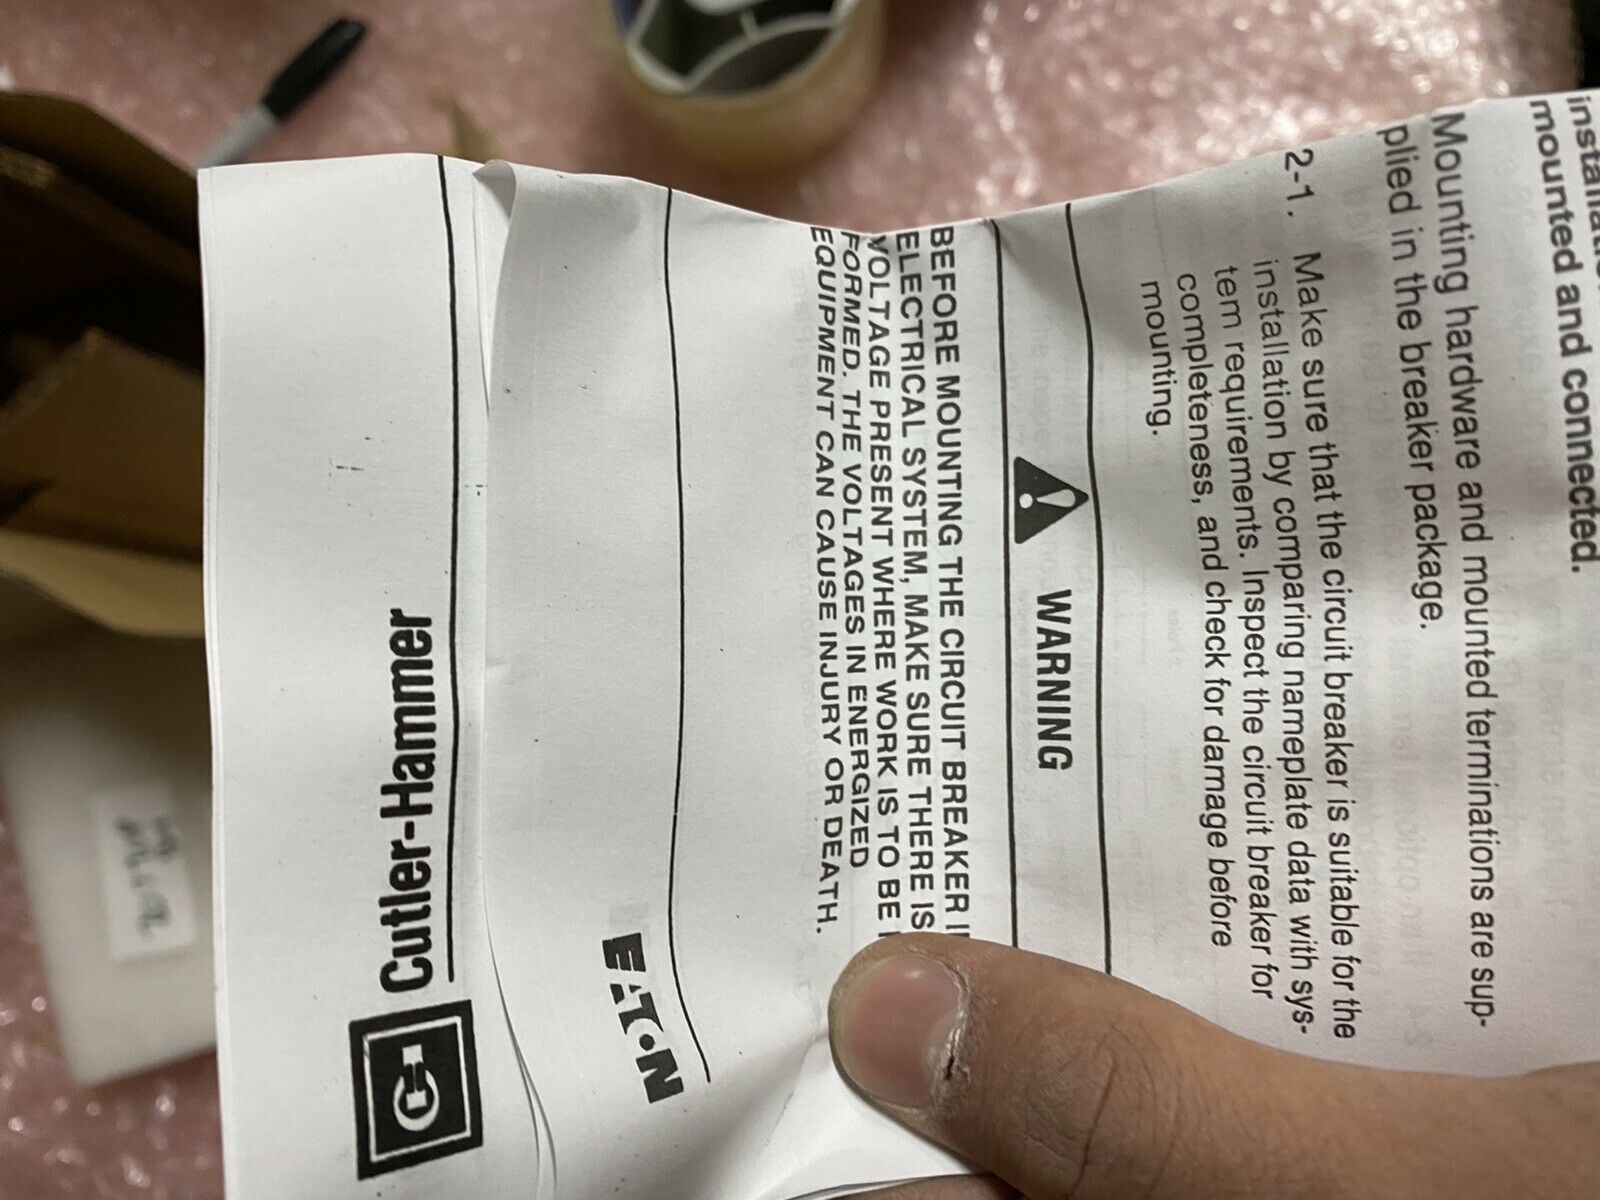 mounted and connected.
Mounting hardware and mounted terminations are sup-
plied in the breaker package.
2-1. Make sure that the circuit breaker is suitable for the
installation by comparing nameplate data with sys-
tem requirements. Inspect the circuit breaker for
completeness, and check for damage before
mounting.
WARNING
BEFORE MOUNTING THE CIRCUIT BREAKER
ELECTRICAL SYSTEM, MAKE SURE THERE IS
VOLTAGE PRESENT WHERE WORK IS TO BE
FORMED. THE VOLTAGES IN ENERGIZED
EQUIPMENT CAN CAUSE INJURY OR DEATH.
EATON
Cutler-Hammer